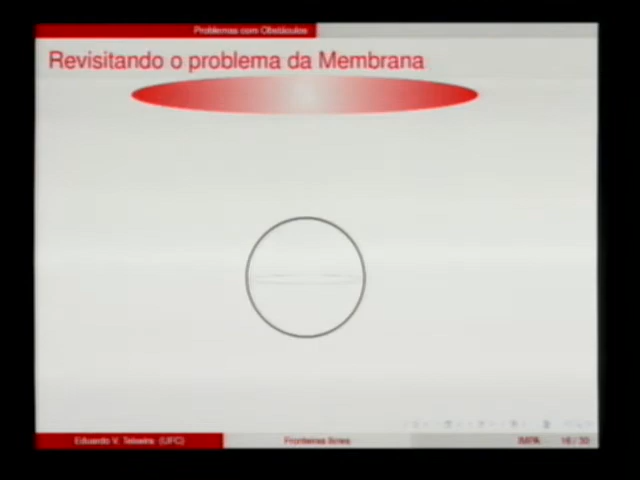 Problemas com Obstáculos
Revisitando o problema da Membrana
Eduardo V. Teixeira (UFC)
Fronteiras livres
IMPA
16 / 30